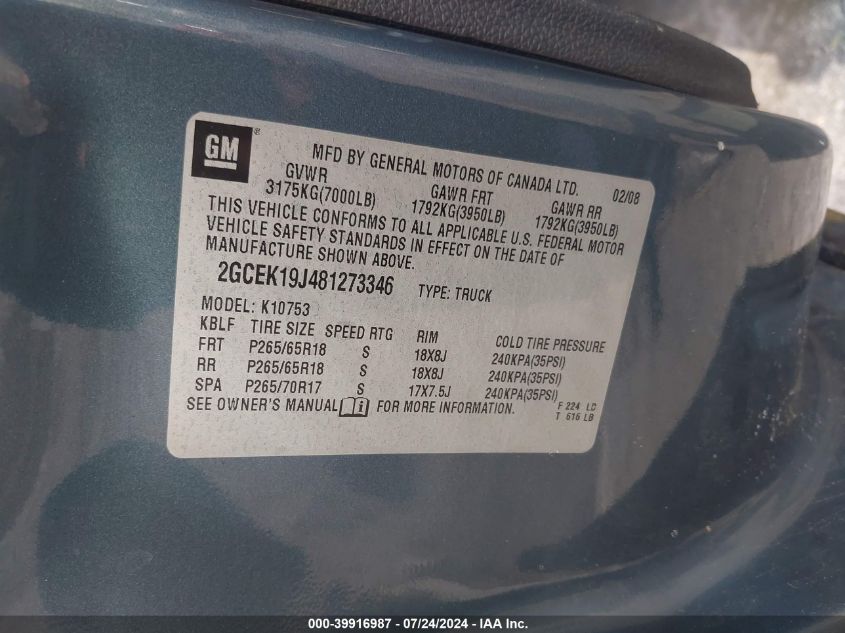 GM ®
MFD BY GENERAL MOTORS OF CANADA LTD. 02/08
GVWR GAWR FRT GAWR RR
3175KG(7000LB) 1792KG(3950LB) 1792KG(3950LB)
THIS VEHICLE CONFORMS TO ALL APPLICABLE U.S. FEDERAL MOTOR
VEHICLE SAFETY STANDARDS IN EFFECT ON THE DATE OF
MANUFACTURE SHOWN ABOVE.
2GCEK19J481273346 TYPE: TRUCK
MODEL: K10753
KBLF TIRE SIZE SPEED RTG RIM COLD TIRE PRESSURE
FRT P265/65R18 S 18X8J 240KPA(35PSI)
RR P265/65R18 S 18X8J 240KPA(35PSI)
SPA P265/70R17 S 17X7.5J 240KPA(35PSI)
SEE OWNER'S MANUAL i FOR MORE INFORMATION.
F 224 LC
T 616 LB
000-39916987 / 07/24/2024 - IAA Inc.